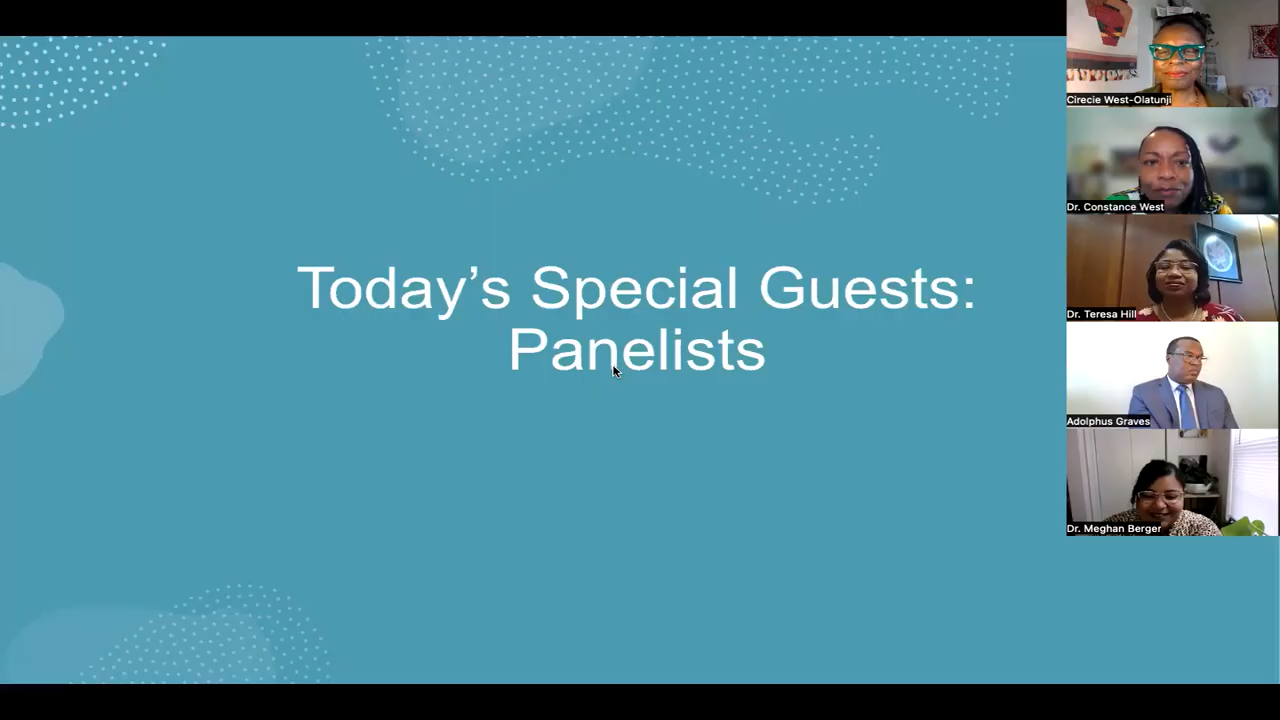 Today’s Special Guests:
Panelists
Cirecie West-Olatunji
Dr. Constance West
Dr. Teresa Hill
Adolphus Graves
Dr. Meghan Berger